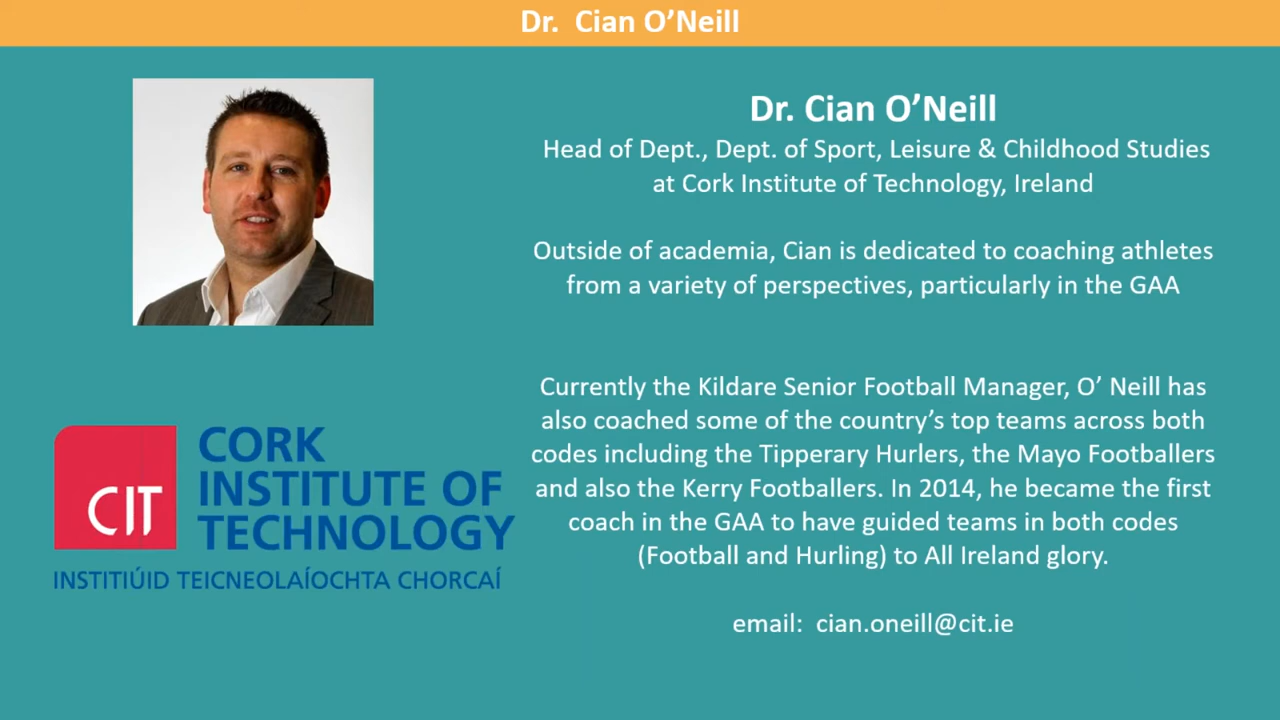 Dr.  Cian O’Neill
Dr. Cian O’Neill
Head of Dept., Dept. of Sport, Leisure & Childhood Studies
at Cork Institute of Technology, Ireland
Outside of academia, Cian is dedicated to coaching athletes
from a variety of perspectives, particularly in the GAA
Currently the Kildare Senior Football Manager, O’ Neill has
also coached some of the country’s top teams across both
codes including the Tipperary Hurlers, the Mayo Footballers
and also the Kerry Footballers. In 2014, he became the first
coach in the GAA to have guided teams in both codes
(Football and Hurling) to All Ireland glory.
email:  cian.oneill@cit.ie
CIT
CORK
INSTITUTE OF
TECHNOLOGY
INSTITIÚID TEICNEOLAÍOCHTA CHORCAÍ